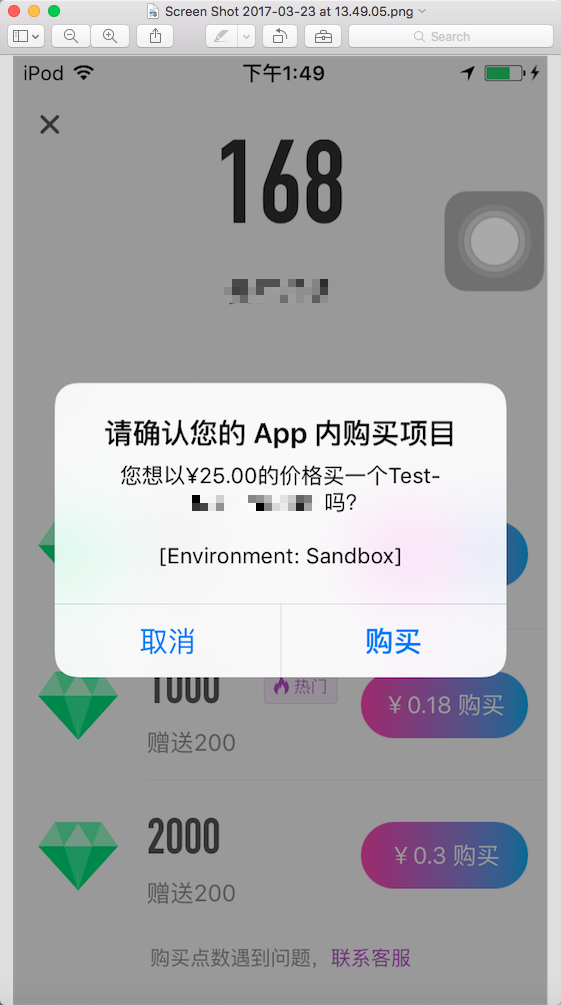 Screen Shot 2017-03-23 at 13.49.05.png
Search
iPod
下午1:49
168
请确认您的 App 内购买项目
您想以¥25.00的价格买一个Test-
吗?
[Environment: Sandbox]
取消
购买
1000
热门
¥ 0.18 购买
赠送200
2000
¥ 0.3 购买
赠送200
购买点数遇到问题，联系客服